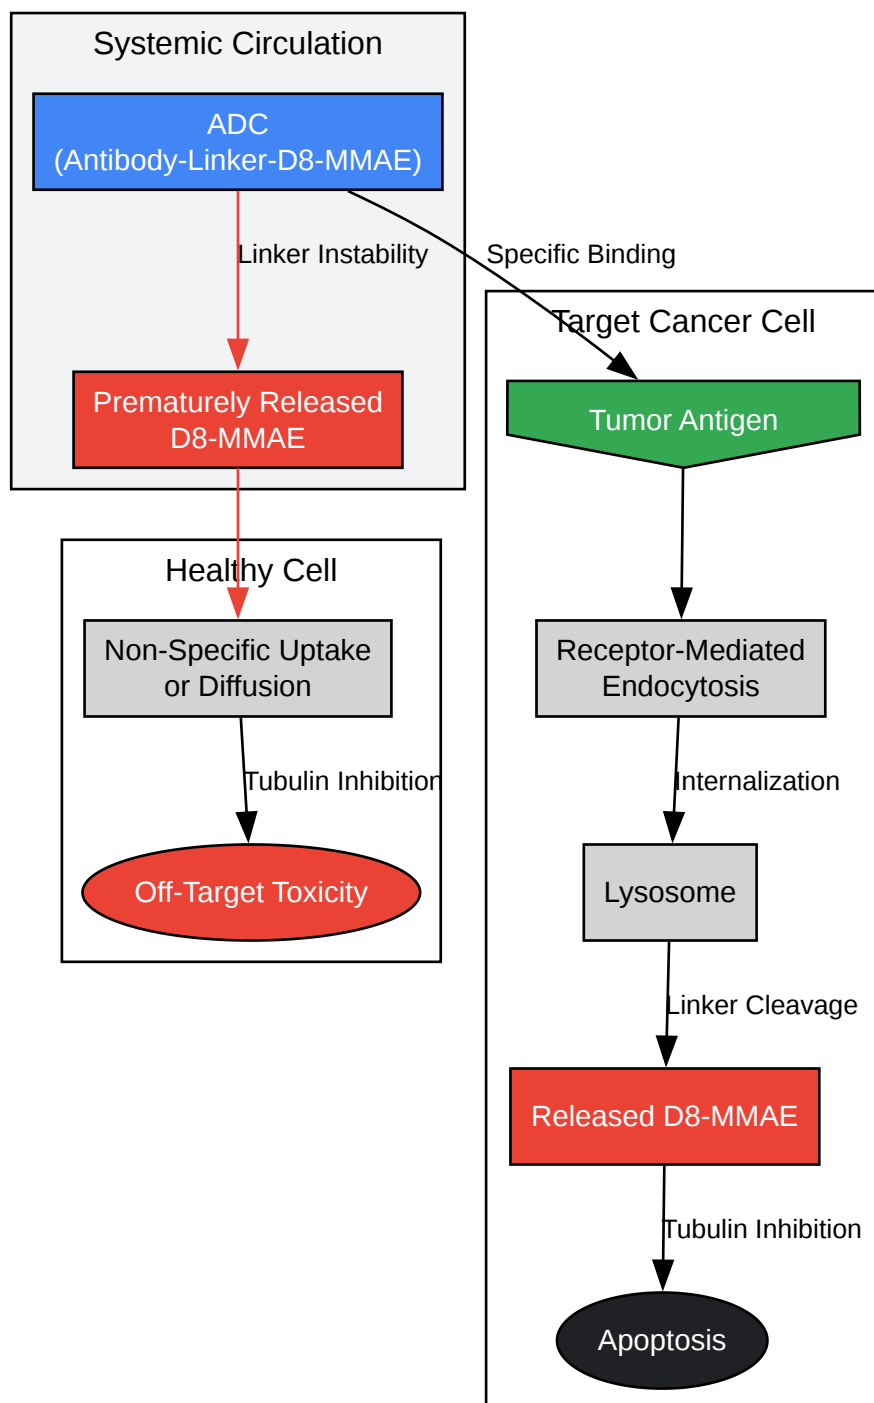 Systemic Circulation
ADC
(Antibody-Linker-D8-MMAE)
Linker Instability
Specific Binding
Prematurely Released
D8-MMAE
Target Cancer Cell
Tumor Antigen
Healthy Cell
Non-Specific Uptake
or Diffusion
Tubulin Inhibition
Off-Target Toxicity
Receptor-Mediated
Endocytosis
Internalization
Lysosome
Linker Cleavage
Released D8-MMAE
Tubulin Inhibition
Apoptosis